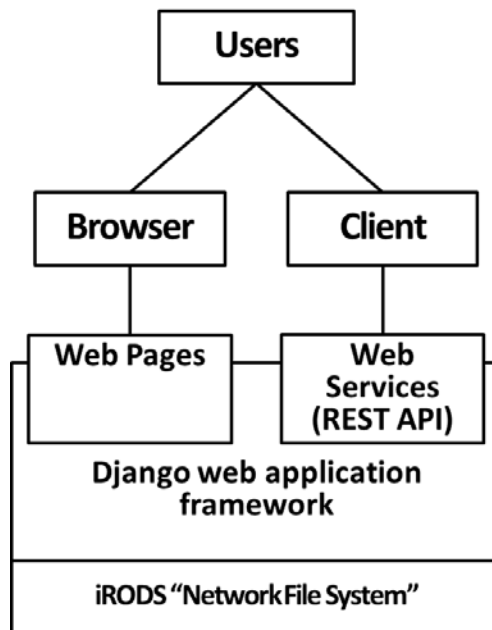 Users
Browser
Client
Web Pages
Web
Services
(REST API)
Django web application
framework
iRODS “Network File System”